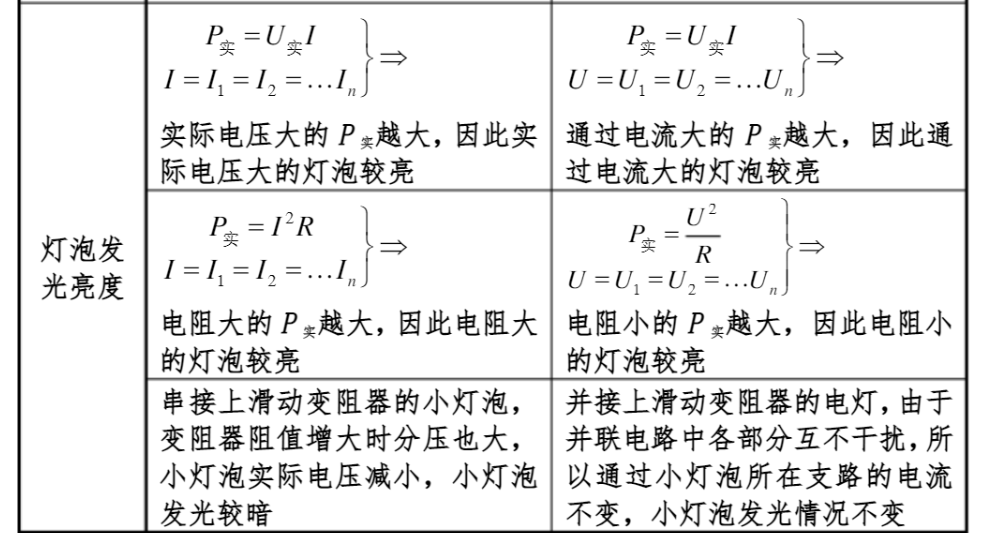 灯泡发
光亮度
P实=U实I
I=I₁=I₂=…Iₙ}⇒
实际电压大的 P实越大，因此实
际电压大的灯泡较亮
P实=U实I
U=U₁=U₂=…Uₙ}⇒
通过电流大的 P实越大，因此通
过电流大的灯泡较亮
P实=I²R
I=I₁=I₂=…Iₙ}⇒
电阻大的 P实越大，因此电阻大
的灯泡较亮
P实=U²/R
U=U₁=U₂=…Uₙ}⇒
电阻小的 P实越大，因此电阻小
的灯泡较亮
串接上滑动变阻器的小灯泡，
变阻器阻值增大时分压也大，
小灯泡实际电压减小，小灯泡
发光较暗
并接上滑动变阻器的电灯，由于
并联电路中各部分互不干扰，所
以通过小灯泡所在支路的电流
不变，小灯泡发光情况不变